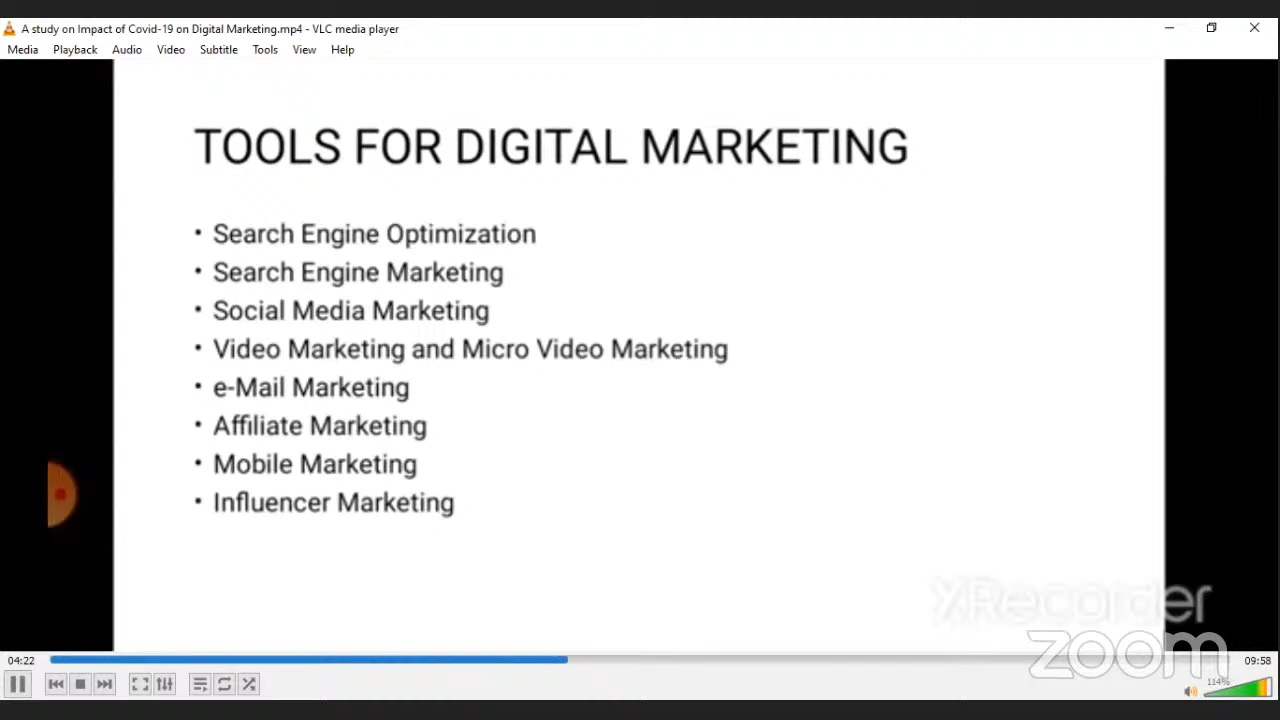 A study on Impact of Covid-19 on Digital Marketing.mp4 - VLC media player
Media Playback Audio Video Subtitle Tools View Help
TOOLS FOR DIGITAL MARKETING
• Search Engine Optimization
• Search Engine Marketing
• Social Media Marketing
• Video Marketing and Micro Video Marketing
• e-Mail Marketing
• Affiliate Marketing
• Mobile Marketing
• Influencer Marketing
XRecorder
zoom
04:22 09:58
114%